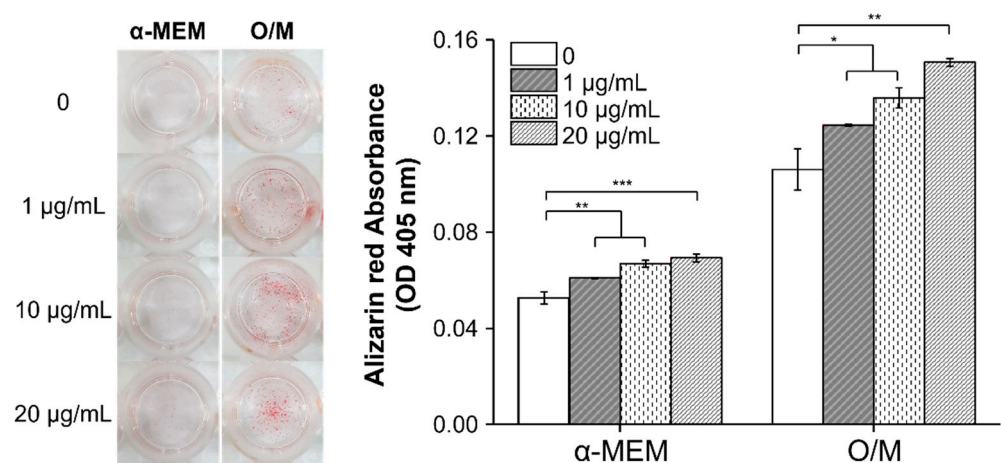 α-MEM O/M
0
1 µg/mL
10 µg/mL
20 µg/mL
Alizarin red Absorbance
(OD 405 nm)
0.16
0.12
0.08
0.04
0.00
0
1 µg/mL
10 µg/mL
20 µg/mL
***
**
**
*
α-MEM O/M